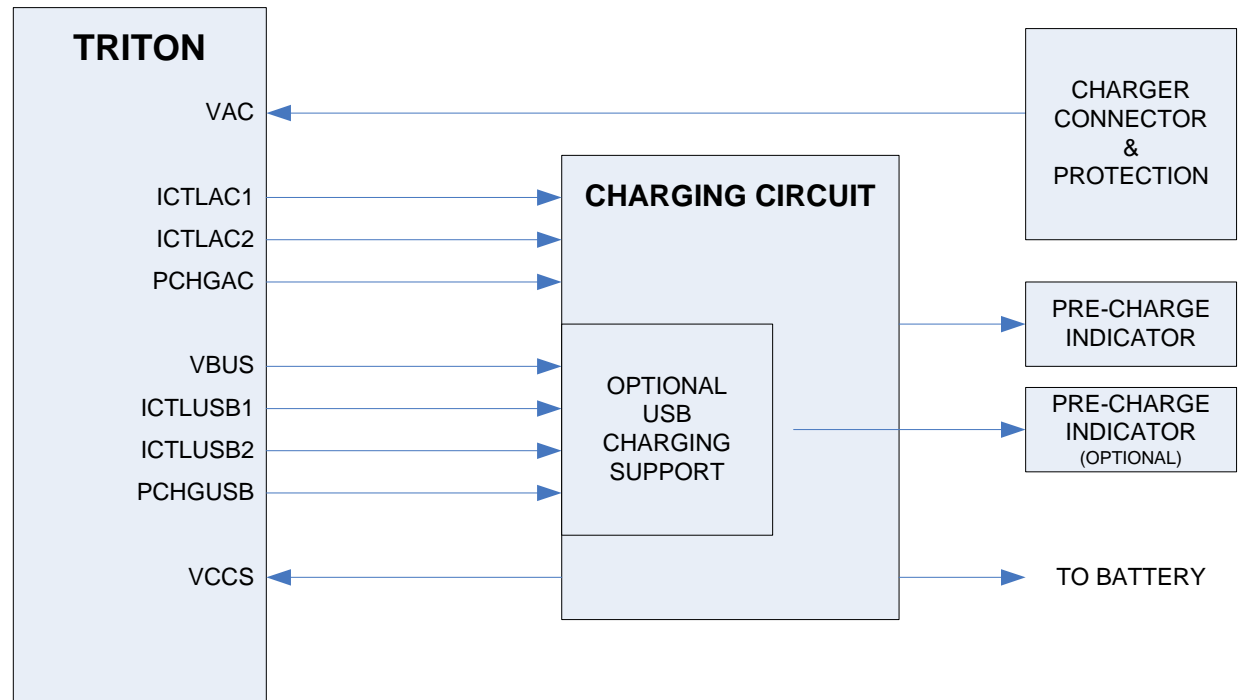 TRITON
VAC
ICTLAC1
ICTLAC2
PCHGAC
VBUS
ICTLUSB1
ICTLUSB2
PCHGUSB
VCCS
CHARGING CIRCUIT
OPTIONAL
USB
CHARGING
SUPPORT
CHARGER
CONNECTOR
&
PROTECTION
PRE-CHARGE
INDICATOR
PRE-CHARGE
INDICATOR
(OPTIONAL)
TO BATTERY